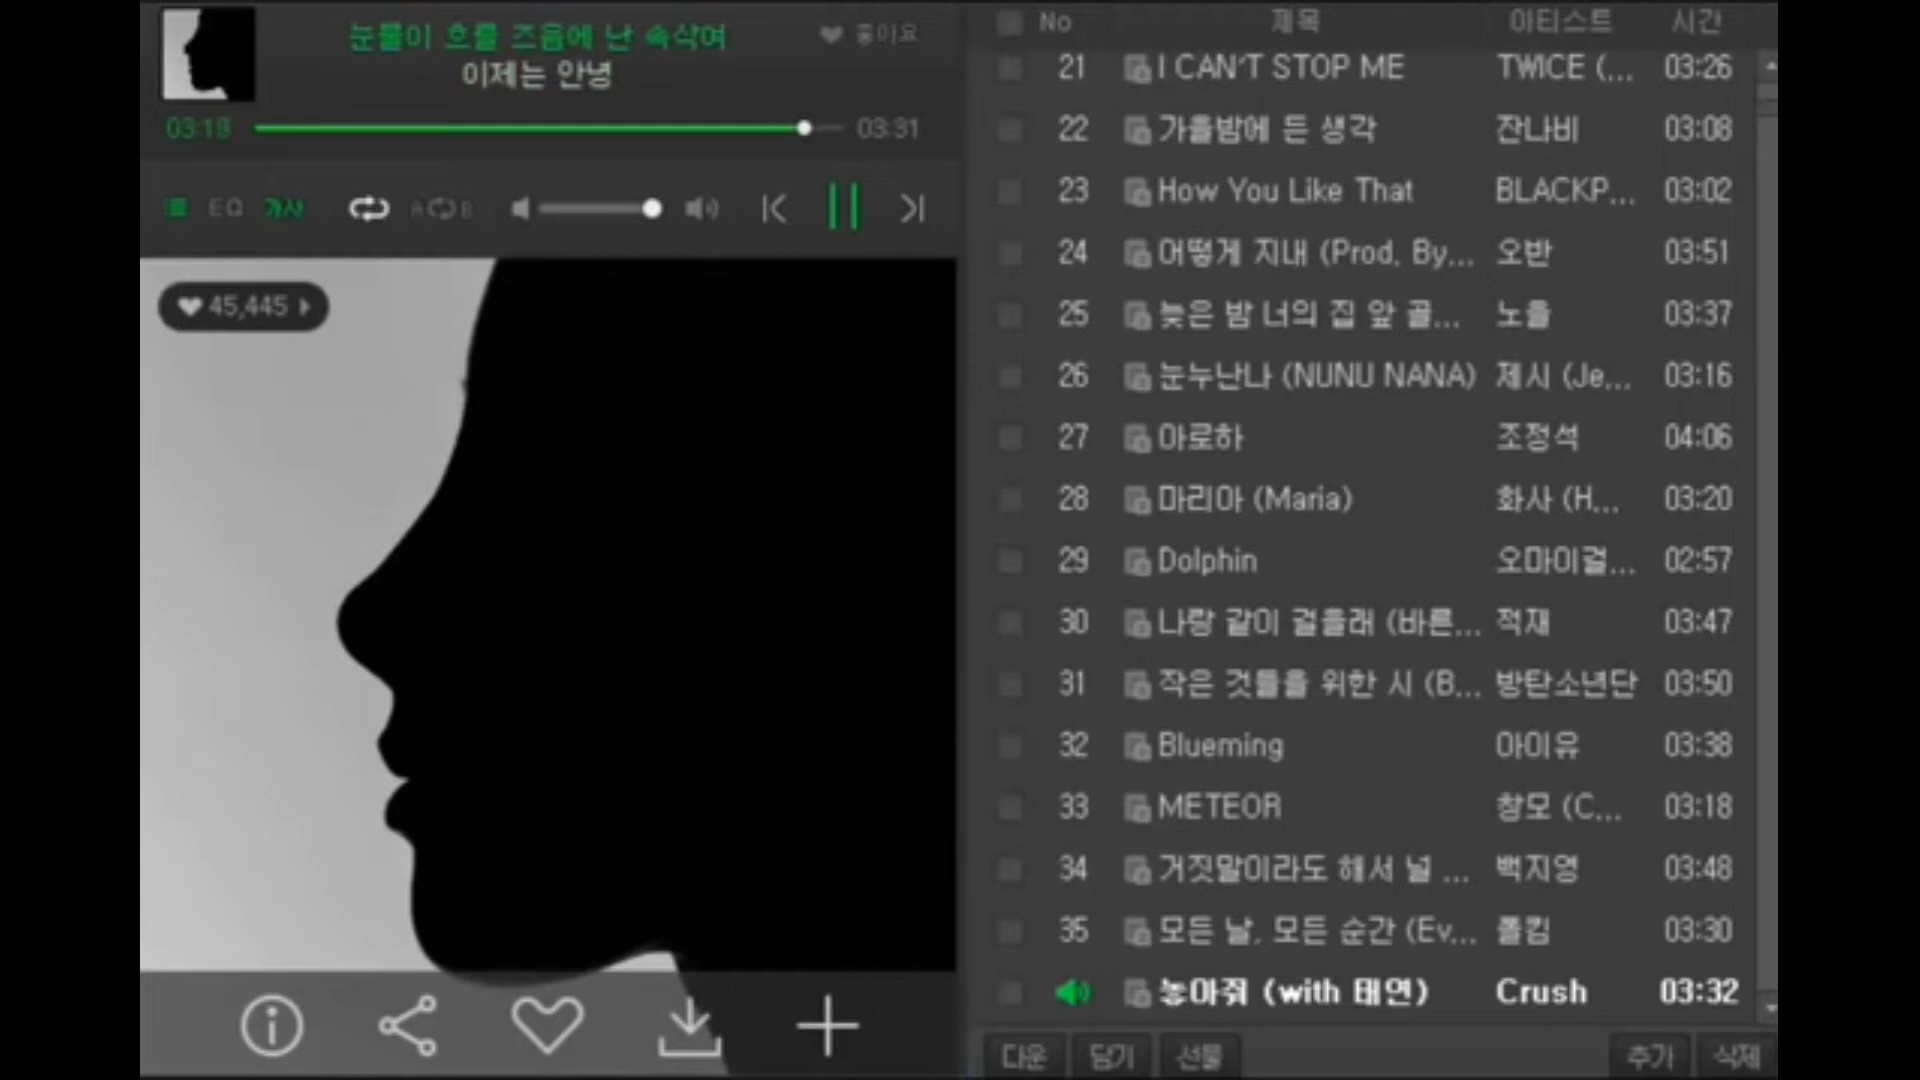 눈물이 흐를 즈음에 난 속삭여
좋아요
이제는 안녕
03:18
03:31
EQ 가사 A B
45,445
No 제목 아티스트 시간
21 I CAN'T STOP ME TWICE (... 03:26
22 가을밤에 든 생각 잔나비 03:08
23 How You Like That BLACKP... 03:02
24 어떻게 지내 (Prod. By... 오반 03:51
25 늦은 밤 너의 집 앞 골... 노을 03:37
26 눈누난나 (NUNU NANA) 제시 (Je... 03:16
27 아로하 조정석 04:06
28 마리아 (Maria) 화사 (H... 03:20
29 Dolphin 오마이걸... 02:57
30 나랑 같이 걸을래 (바른... 적재 03:47
31 작은 것들을 위한 시 (B... 방탄소년단 03:50
32 Blueming 아이유 03:38
33 METEOR 창모 (C... 03:18
34 거짓말이라도 해서 널 ... 백지영 03:48
35 모든 날, 모든 순간 (Ev... 폴킴 03:30
놓아줘 (with 태연) Crush 03:32
다운 담기 선물 추가 삭제